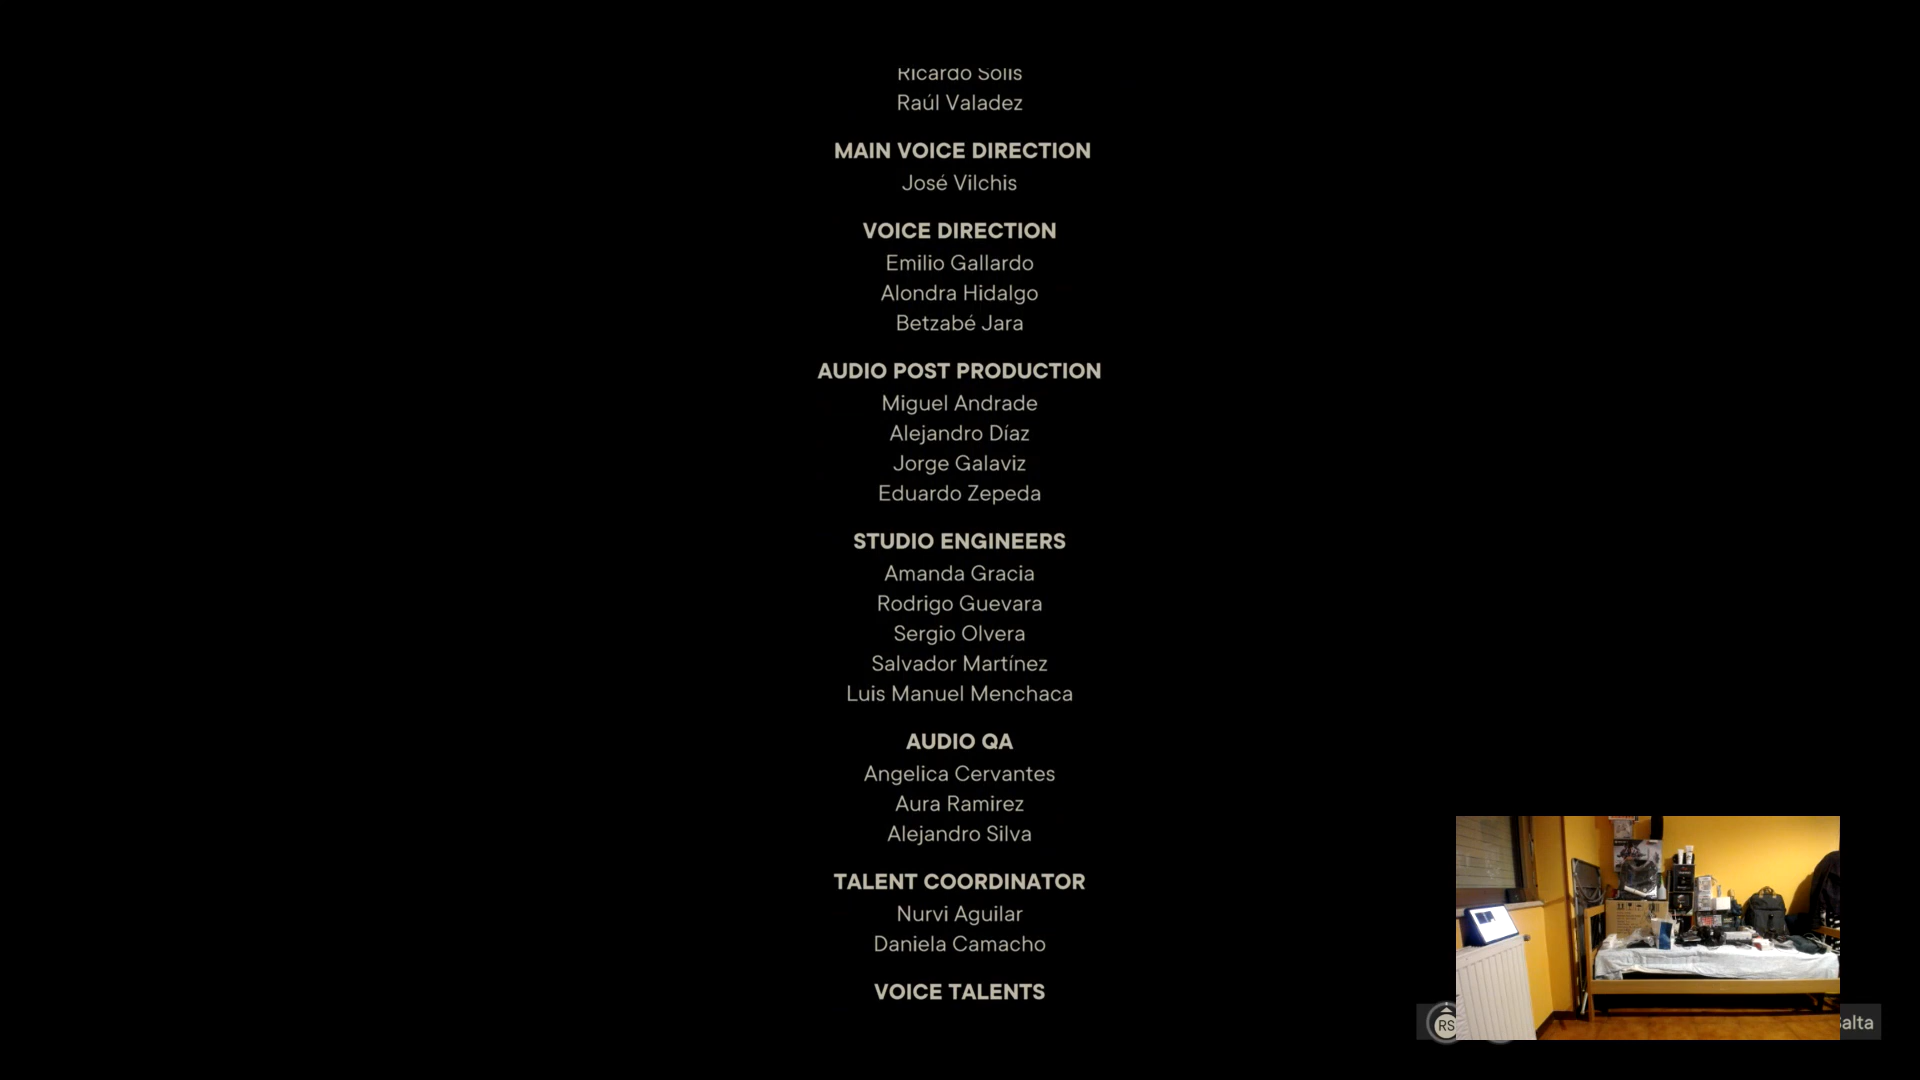 Ricardo Solis
Raúl Valadez
MAIN VOICE DIRECTION
José Vilchis
VOICE DIRECTION
Emilio Gallardo
Alondra Hidalgo
Betzabé Jara
AUDIO POST PRODUCTION
Miguel Andrade
Alejandro Díaz
Jorge Galaviz
Eduardo Zepeda
STUDIO ENGINEERS
Amanda Gracia
Rodrigo Guevara
Sergio Olvera
Salvador Martínez
Luis Manuel Menchaca
AUDIO QA
Angelica Cervantes
Aura Ramirez
Alejandro Silva
TALENT COORDINATOR
Nurvi Aguilar
Daniela Camacho
VOICE TALENTS
RS
alta